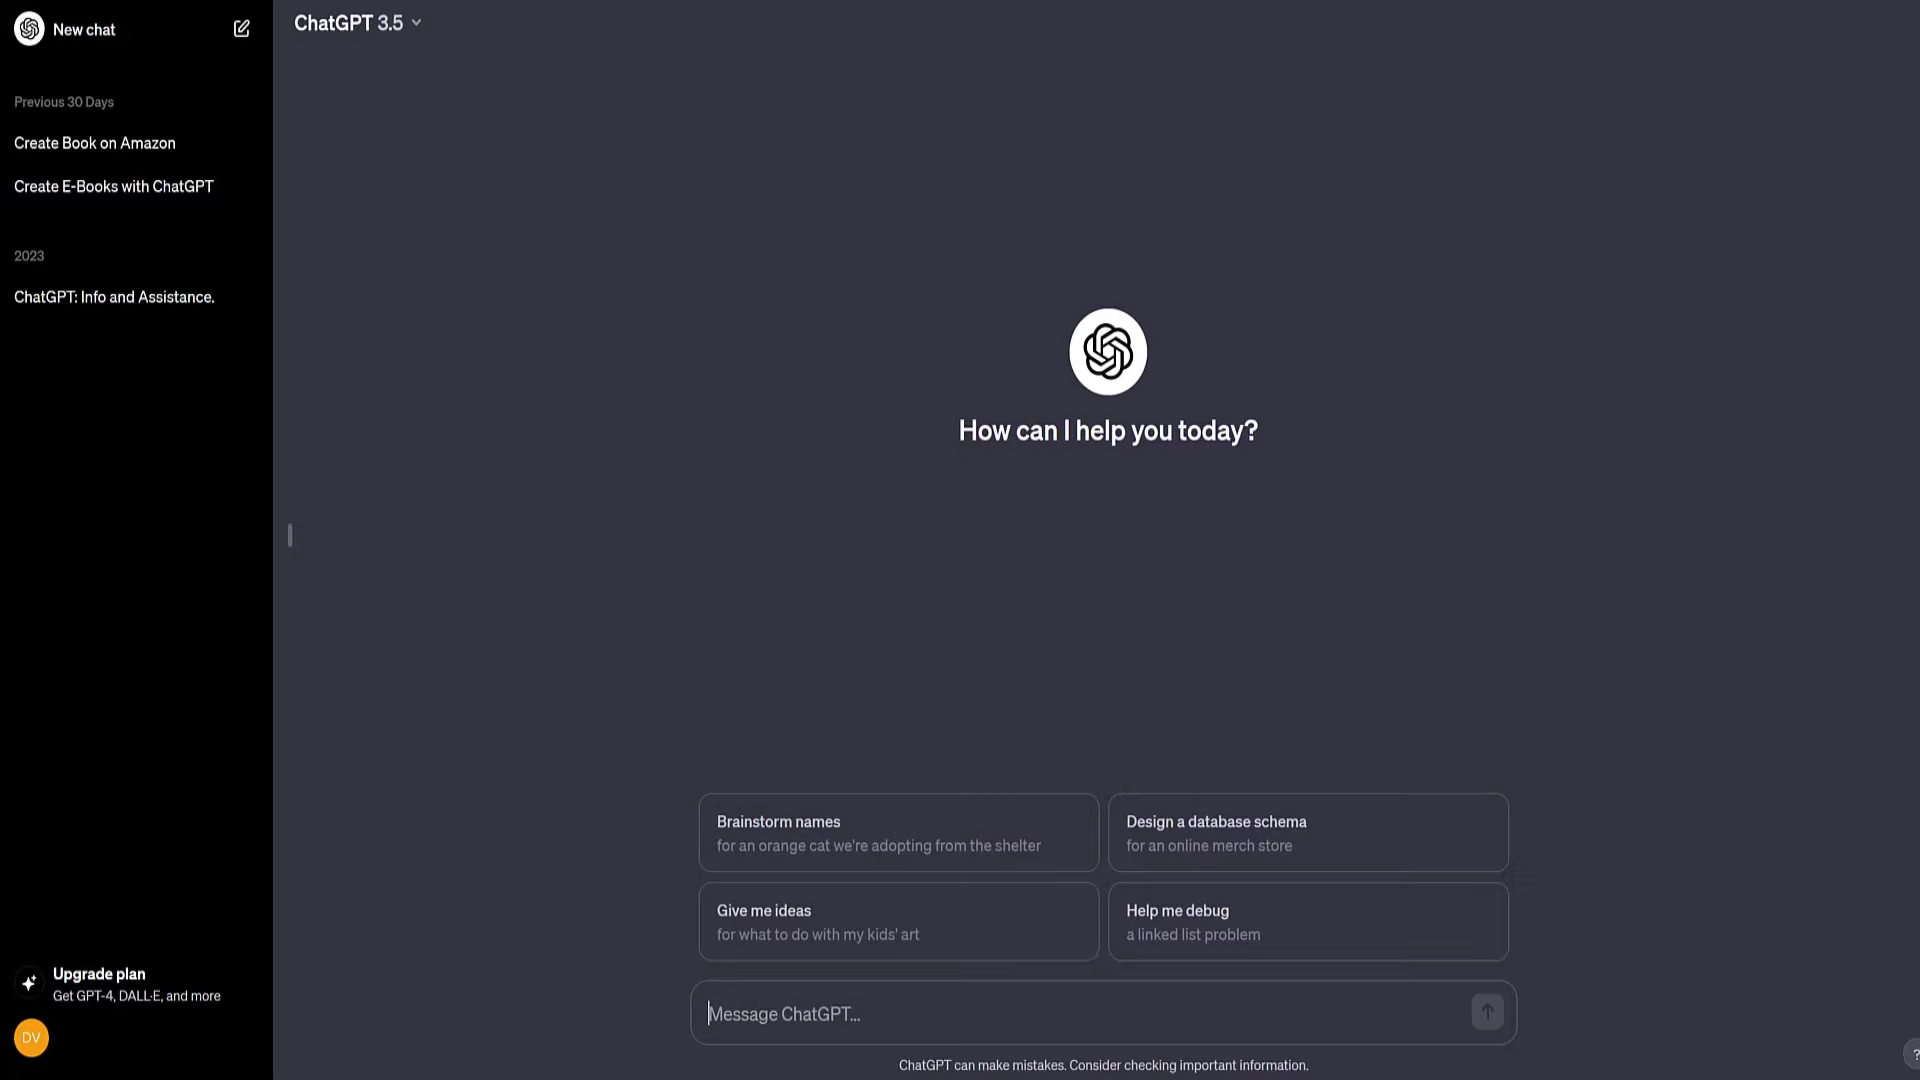 New chat
Previous 30 Days
Create Book on Amazon
Create E-Books with ChatGPT
2023
ChatGPT: Info and Assistance.
Upgrade plan
Get GPT-4, DALL·E, and more
DV
ChatGPT 3.5
How can I help you today?
Brainstorm names
for an orange cat we're adopting from the shelter
Design a database schema
for an online merch store
Give me ideas
for what to do with my kids' art
Help me debug
a linked list problem
Message ChatGPT...
ChatGPT can make mistakes. Consider checking important information.
?